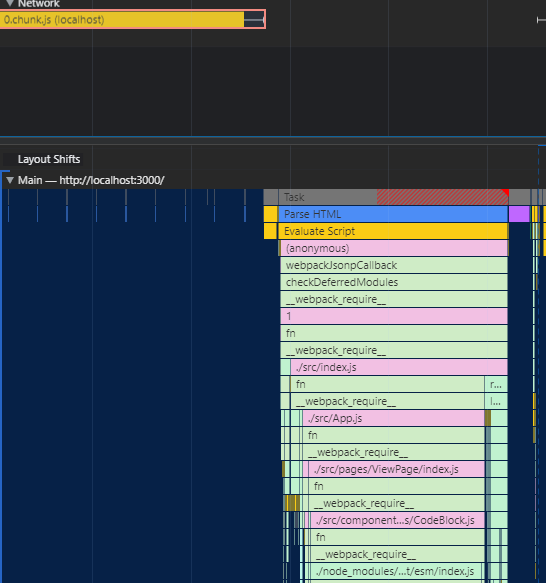 Network
0.chunk.js (localhost)
Layout Shifts
Main — http://localhost:3000/
Task
Parse HTML
Evaluate Script
(anonymous)
webpackJsonpCallback
checkDeferredModules
__webpack_require__
1
fn
__webpack_require__
./src/index.js
fn
r...
__webpack_require__
l...
./src/App.js
fn
__webpack_require__
./src/pages/ViewPage/index.js
fn
__webpack_require__
./src/component...s/CodeBlock.js
fn
__webpack_require__
./node_modules/...t/esm/index.js